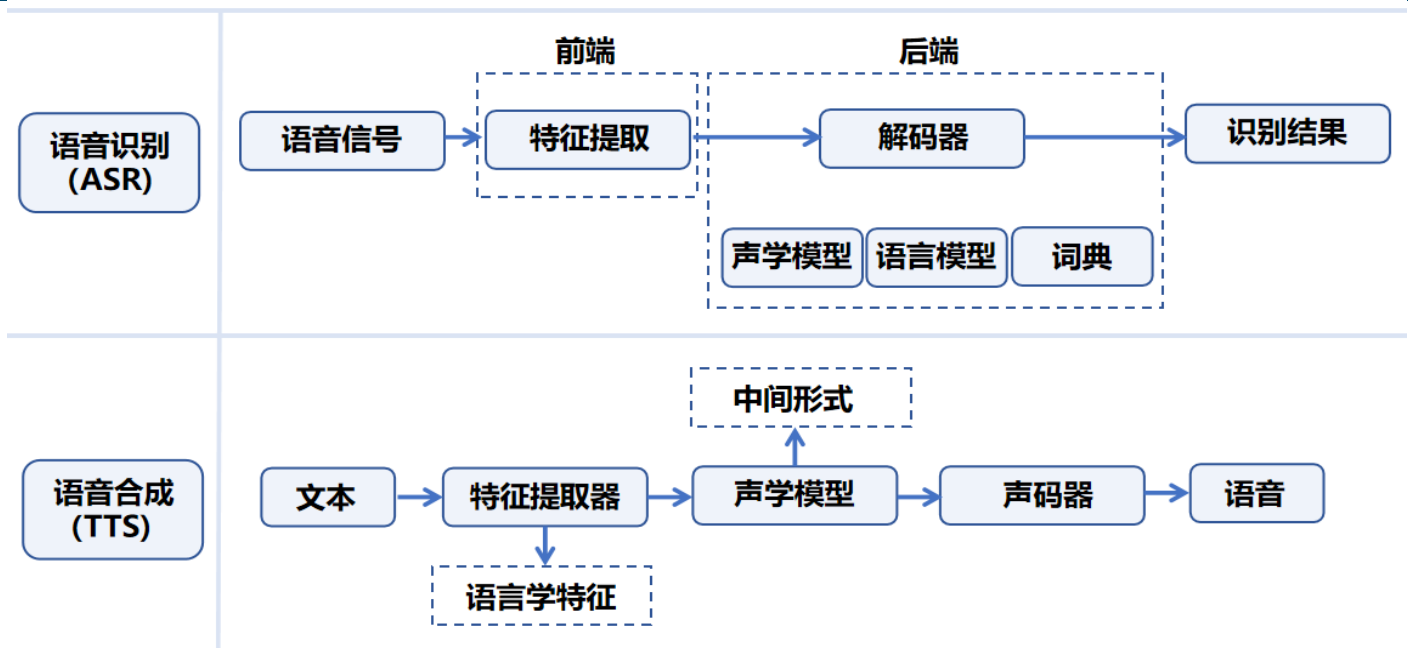 前端
后端
语音识别
(ASR)
语音信号
特征提取
解码器
识别结果
声学模型
语言模型
词典
中间形式
语音合成
(TTS)
文本
特征提取器
声学模型
声码器
语音
语言学特征